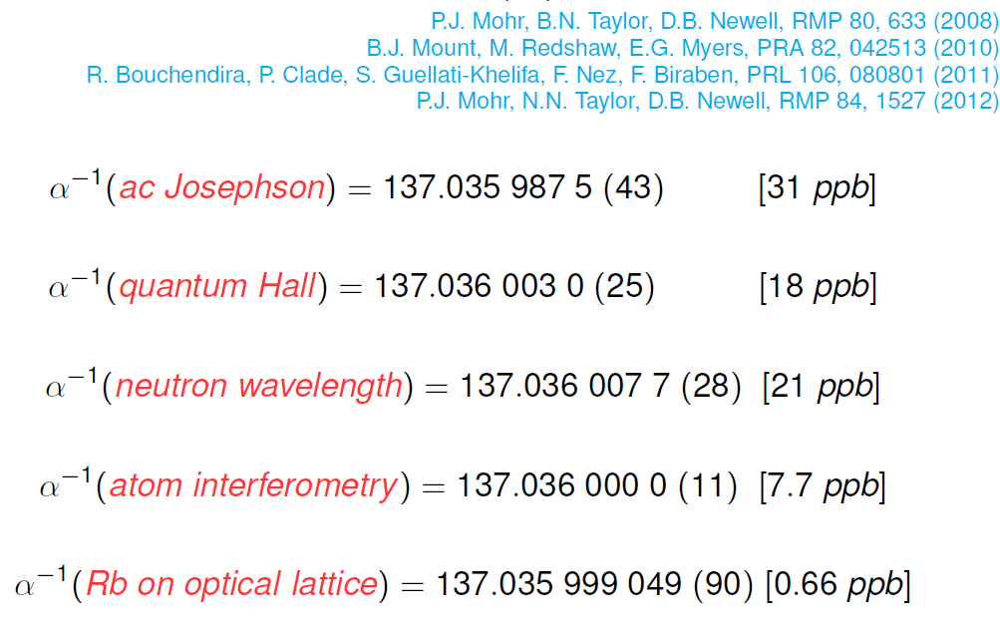 P.J. Mohr, B.N. Taylor, D.B. Newell, RMP 80, 633 (2008)
B.J. Mount, M. Redshaw, E.G. Myers, PRA 82, 042513 (2010)
R. Bouchendira, P. Clade, S. Guellati-Khelifa, F. Nez, F. Biraben, PRL 106, 080801 (2011)
P.J. Mohr, N.N. Taylor, D.B. Newell, RMP 84, 1527 (2012)
α⁻¹(ac Josephson) = 137.035 987 5 (43) [31 ppb]
α⁻¹(quantum Hall) = 137.036 003 0 (25) [18 ppb]
α⁻¹(neutron wavelength) = 137.036 007 7 (28) [21 ppb]
α⁻¹(atom interferometry) = 137.036 000 0 (11) [7.7 ppb]
α⁻¹(Rb on optical lattice) = 137.035 999 049 (90) [0.66 ppb]